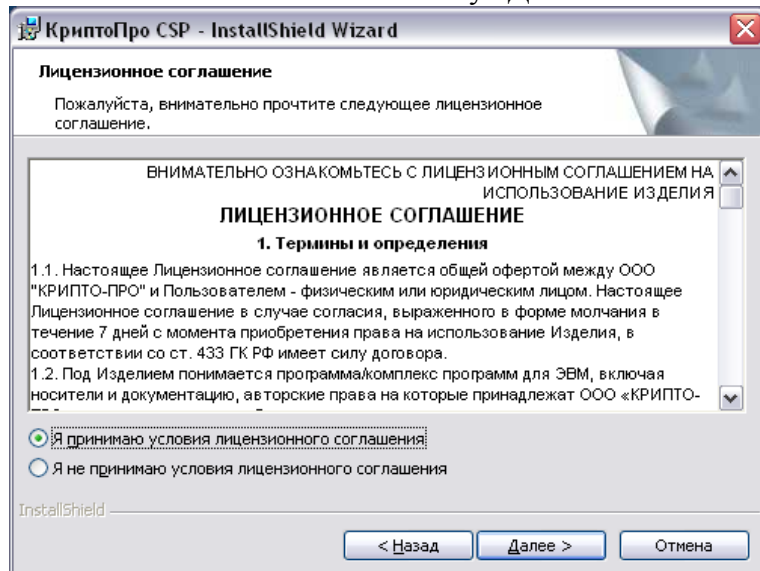 КриптоПро CSP - InstallShield Wizard
Лицензионное соглашение
Пожалуйста, внимательно прочтите следующее лицензионное
соглашение.
ВНИМАТЕЛЬНО ОЗНАКОМЬТЕСЬ С ЛИЦЕНЗИОННЫМ СОГЛАШЕНИЕМ НА
ИСПОЛЬЗОВАНИЕ ИЗДЕЛИЯ
ЛИЦЕНЗИОННОЕ СОГЛАШЕНИЕ
1. Термины и определения
1.1. Настоящее Лицензионное соглашение является общей офертой между ООО
"КРИПТО-ПРО" и Пользователем - физическим или юридическим лицом. Настоящее
Лицензионное соглашение в случае согласия, выраженного в форме молчания в
течение 7 дней с момента приобретения права на использование Изделия, в
соответствии со ст. 433 ГК РФ имеет силу договора.
1.2. Под Изделием понимается программа/комплекс программ для ЭВМ, включая
носители и документацию, авторские права на которые принадлежат ООО «КРИПТО-
Я принимаю условия лицензионного соглашения
Я не принимаю условия лицензионного соглашения
InstallShield
< Назад Далее > Отмена